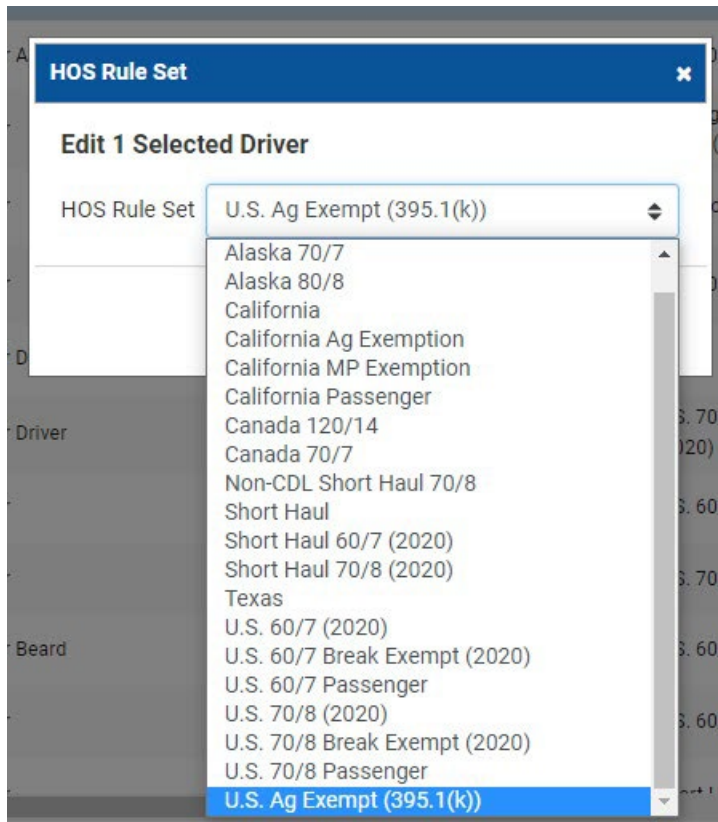 HOS Rule Set
Edit 1 Selected Driver
HOS Rule Set
U.S. Ag Exempt (395.1(k))
Alaska 70/7
Alaska 80/8
California
California Ag Exemption
California MP Exemption
California Passenger
Canada 120/14
Canada 70/7
Non-CDL Short Haul 70/8
Short Haul
Short Haul 60/7 (2020)
Short Haul 70/8 (2020)
Texas
U.S. 60/7 (2020)
U.S. 60/7 Break Exempt (2020)
U.S. 60/7 Passenger
U.S. 70/8 (2020)
U.S. 70/8 Break Exempt (2020)
U.S. 70/8 Passenger
U.S. Ag Exempt (395.1(k))
Driver
Beard